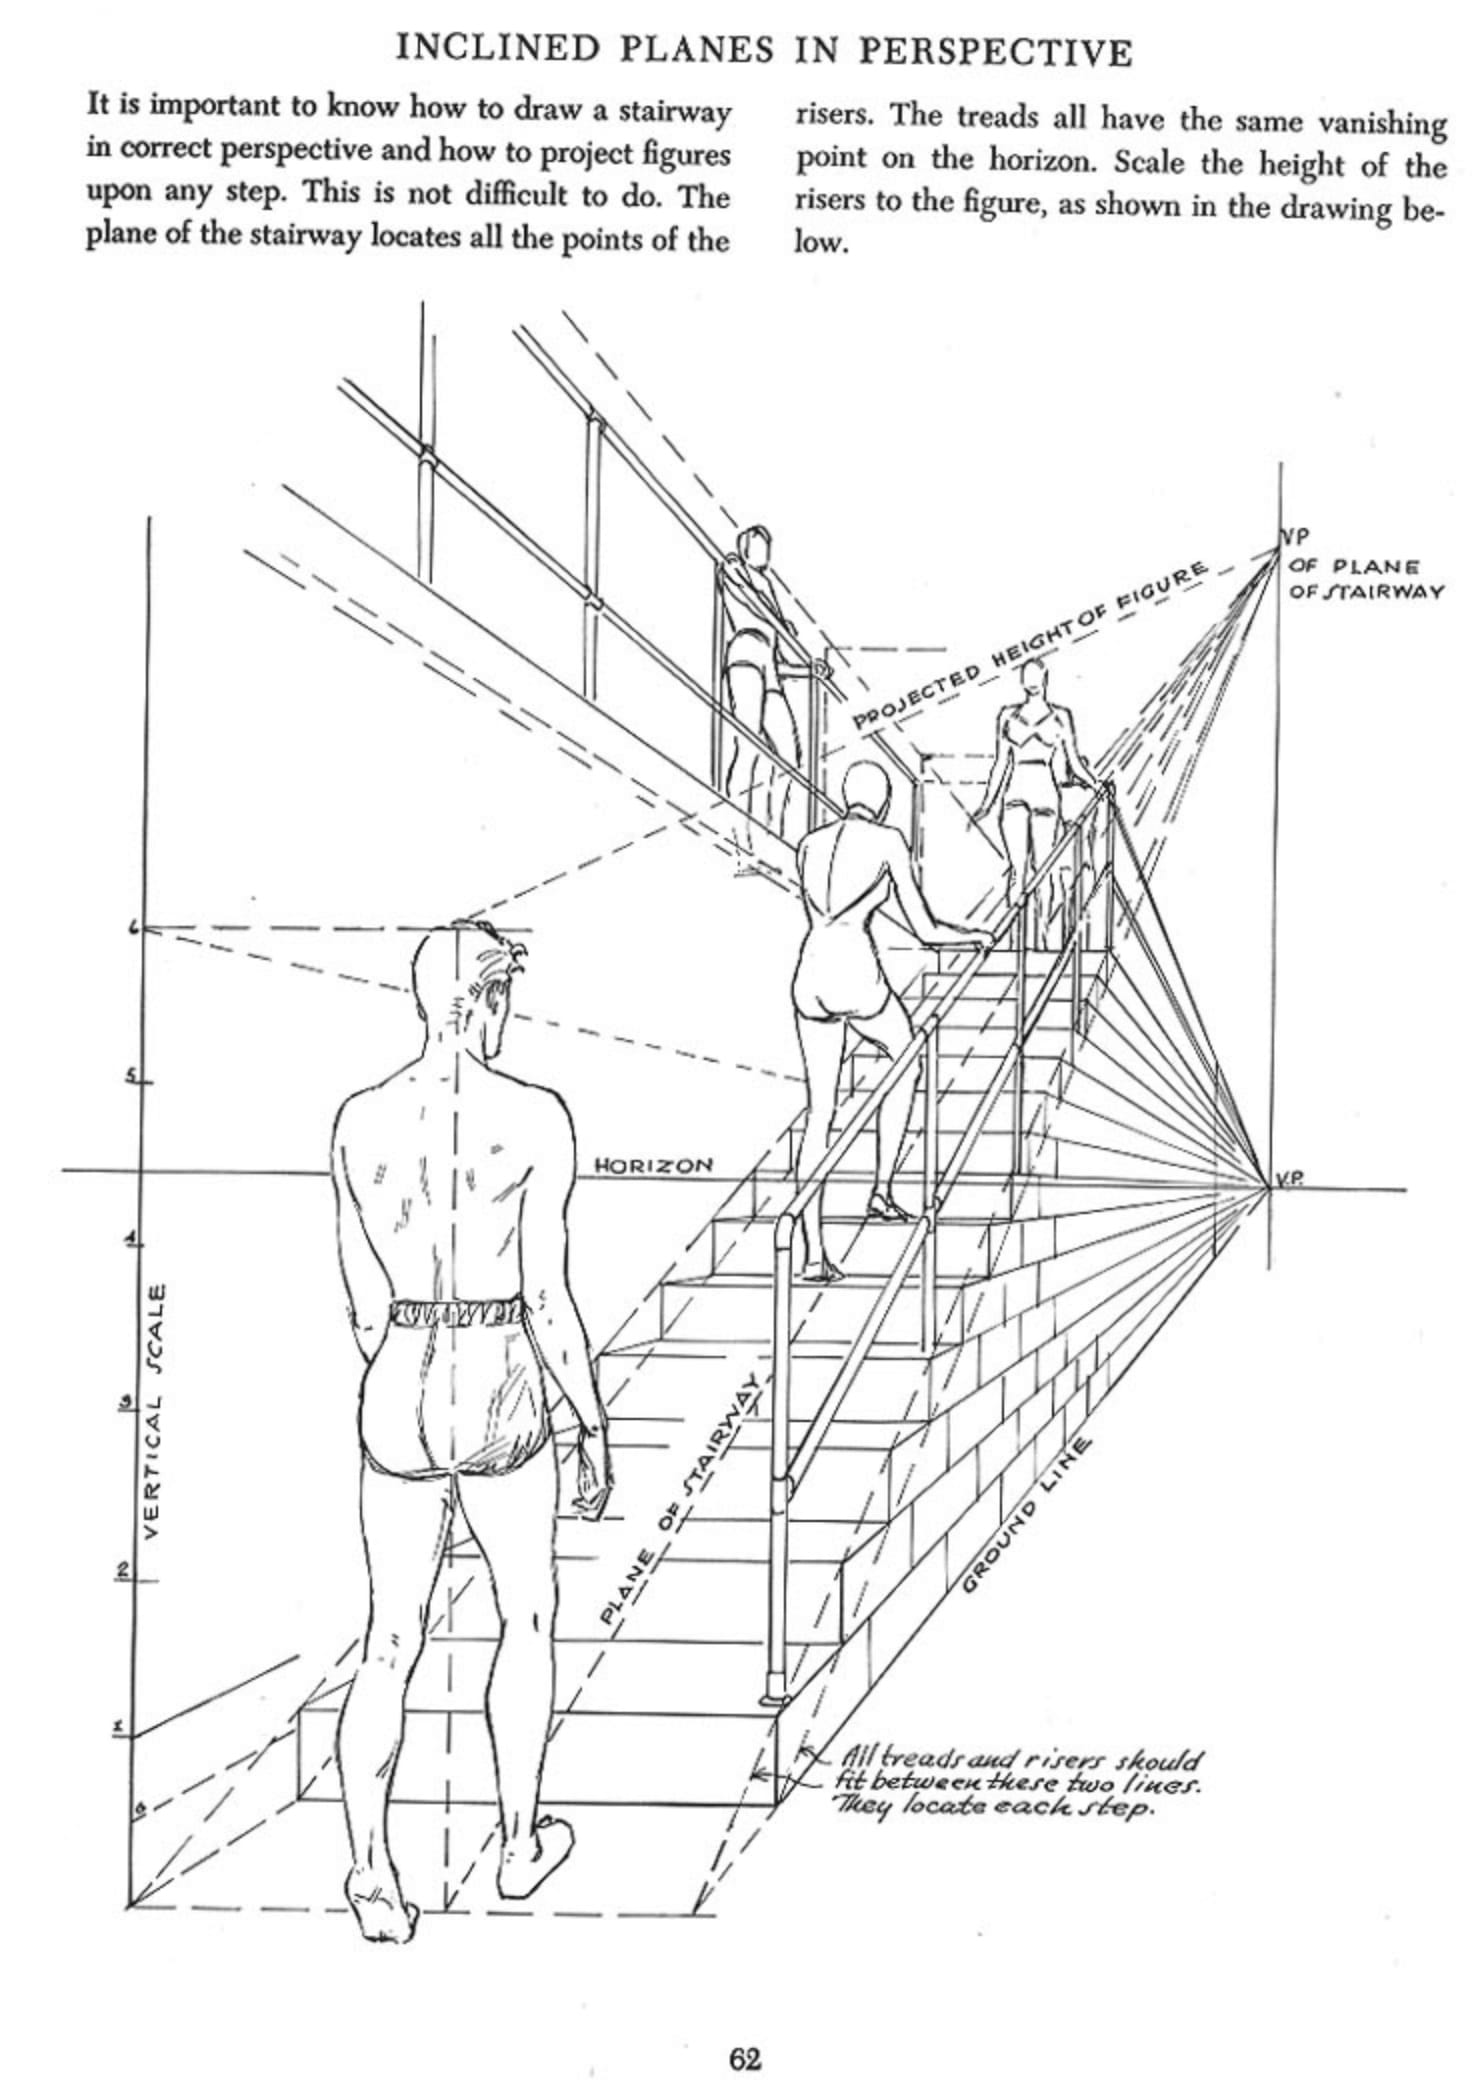 INCLINED PLANES IN PERSPECTIVE
It is important to know how to draw a stairway
in correct perspective and how to project figures
upon any step. This is not difficult to do. The
plane of the stairway locates all the points of the
risers. The treads all have the same vanishing
point on the horizon. Scale the height of the
risers to the figure, as shown in the drawing be-
low.
VP
OF PLANE
OF STAIRWAY
PROJECTED HEIGHT OF FIGURE
6
5
HORIZON
V.P.
4
VERTICAL SCALE
3
PLANE OF STAIRWAY
GROUND LINE
2
1
All treads and risers should
fit between these two lines.
They locate each step.
62